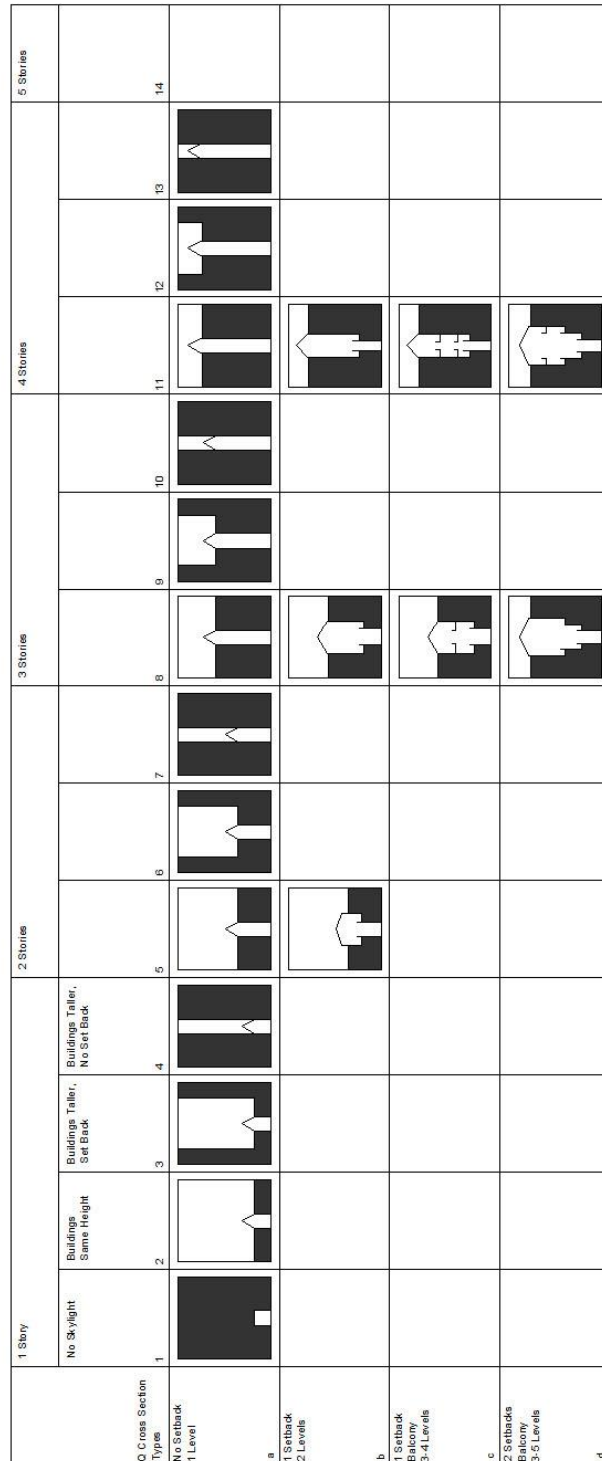 1 Story
2 Stories
3 Stories
4 Stories
5 Stories
Q Cross Section
Types
No Skylight
Buildings
Same Height
Buildings Taller,
Set Back
Buildings Taller,
No Set Back
1
2
3
4
5
6
7
8
9
10
11
12
13
14
No Setback
1 Level
a
1 Setback
2 Levels
b
1 Setback
Balcony
3-4 Levels
c
2 Setbacks
Balcony
3-5 Levels
d